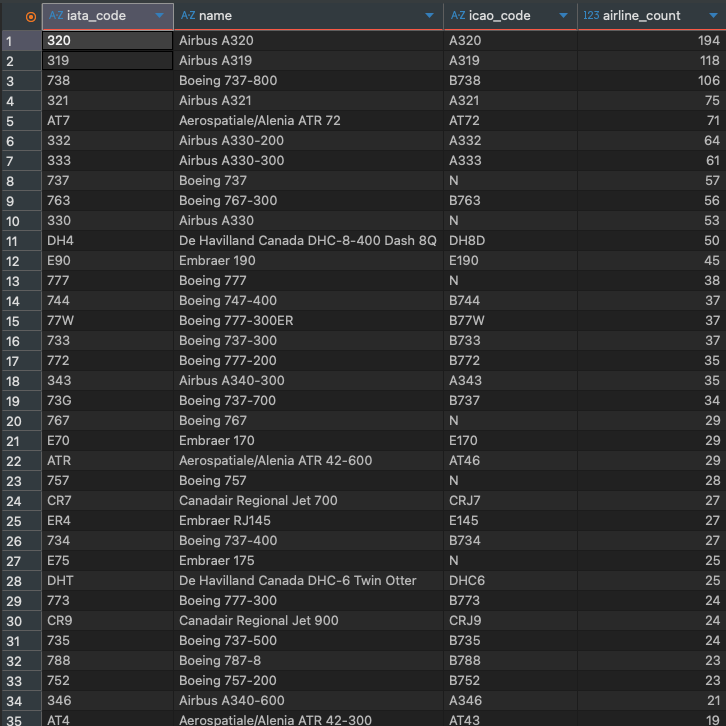 A-Z iata_code A-Z name A-Z icao_code 123 airline_count
1 320 Airbus A320 A320 194
2 319 Airbus A319 A319 118
3 738 Boeing 737-800 B738 106
4 321 Airbus A321 A321 75
5 AT7 Aerospatiale/Alenia ATR 72 AT72 71
6 332 Airbus A330-200 A332 64
7 333 Airbus A330-300 A333 61
8 737 Boeing 737 N 57
9 763 Boeing 767-300 B763 56
10 330 Airbus A330 N 53
11 DH4 De Havilland Canada DHC-8-400 Dash 8Q DH8D 50
12 E90 Embraer 190 E190 45
13 777 Boeing 777 N 38
14 744 Boeing 747-400 B744 37
15 77W Boeing 777-300ER B77W 37
16 733 Boeing 737-300 B733 37
17 772 Boeing 777-200 B772 35
18 343 Airbus A340-300 A343 35
19 73G Boeing 737-700 B737 34
20 767 Boeing 767 N 29
21 E70 Embraer 170 E170 29
22 ATR Aerospatiale/Alenia ATR 42-600 AT46 29
23 757 Boeing 757 N 28
24 CR7 Canadair Regional Jet 700 CRJ7 27
25 ER4 Embraer RJ145 E145 27
26 734 Boeing 737-400 B734 27
27 E75 Embraer 175 N 25
28 DHT De Havilland Canada DHC-6 Twin Otter DHC6 25
29 773 Boeing 777-300 B773 24
30 CR9 Canadair Regional Jet 900 CRJ9 24
31 735 Boeing 737-500 B735 24
32 788 Boeing 787-8 B788 23
33 752 Boeing 757-200 B752 23
34 346 Airbus A340-600 A346 21
35 AT4 Aerospatiale/Alenia ATR 42-300 AT43 19